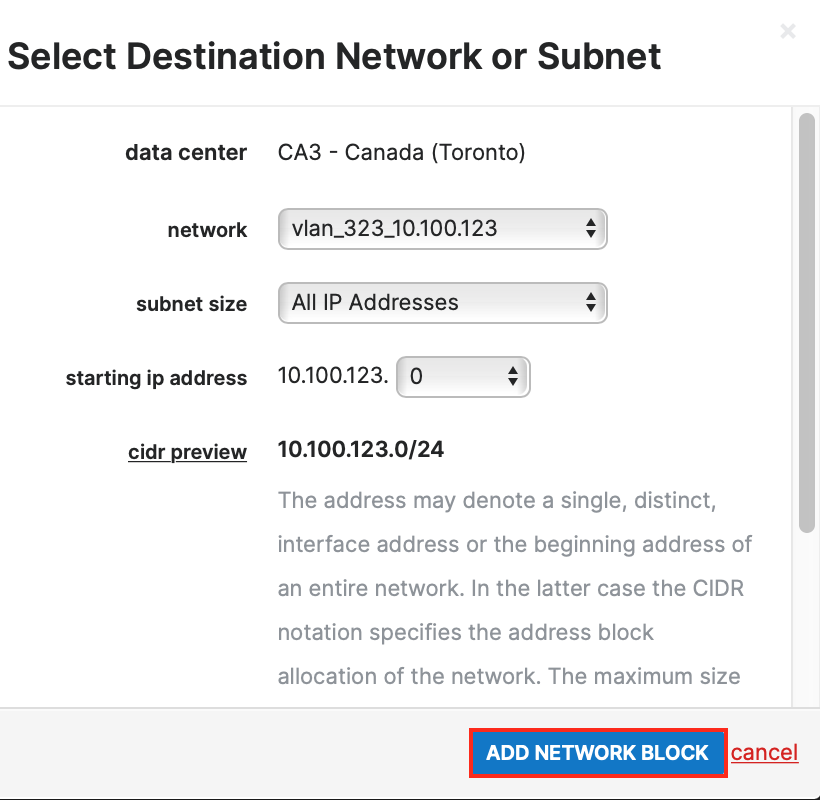 Select Destination Network or Subnet
data center CA3 - Canada (Toronto)
network vlan_323_10.100.123
subnet size All IP Addresses
starting ip address 10.100.123. 0
cidr preview 10.100.123.0/24
The address may denote a single, distinct,
interface address or the beginning address of
an entire network. In the latter case the CIDR
notation specifies the address block
allocation of the network. The maximum size
ADD NETWORK BLOCK cancel